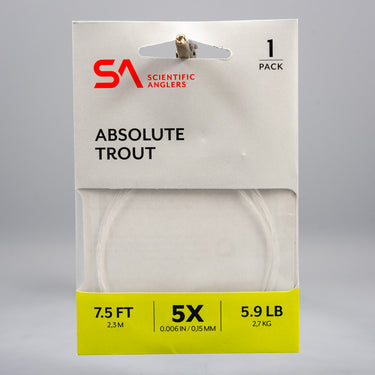 SA SCIENTIFIC
ANGLERS
1
PACK
ABSOLUTE
TROUT
7.5 FT
2,3 M
5X
0.006 IN / 0,15 MM
5.9 LB
2,7 KG